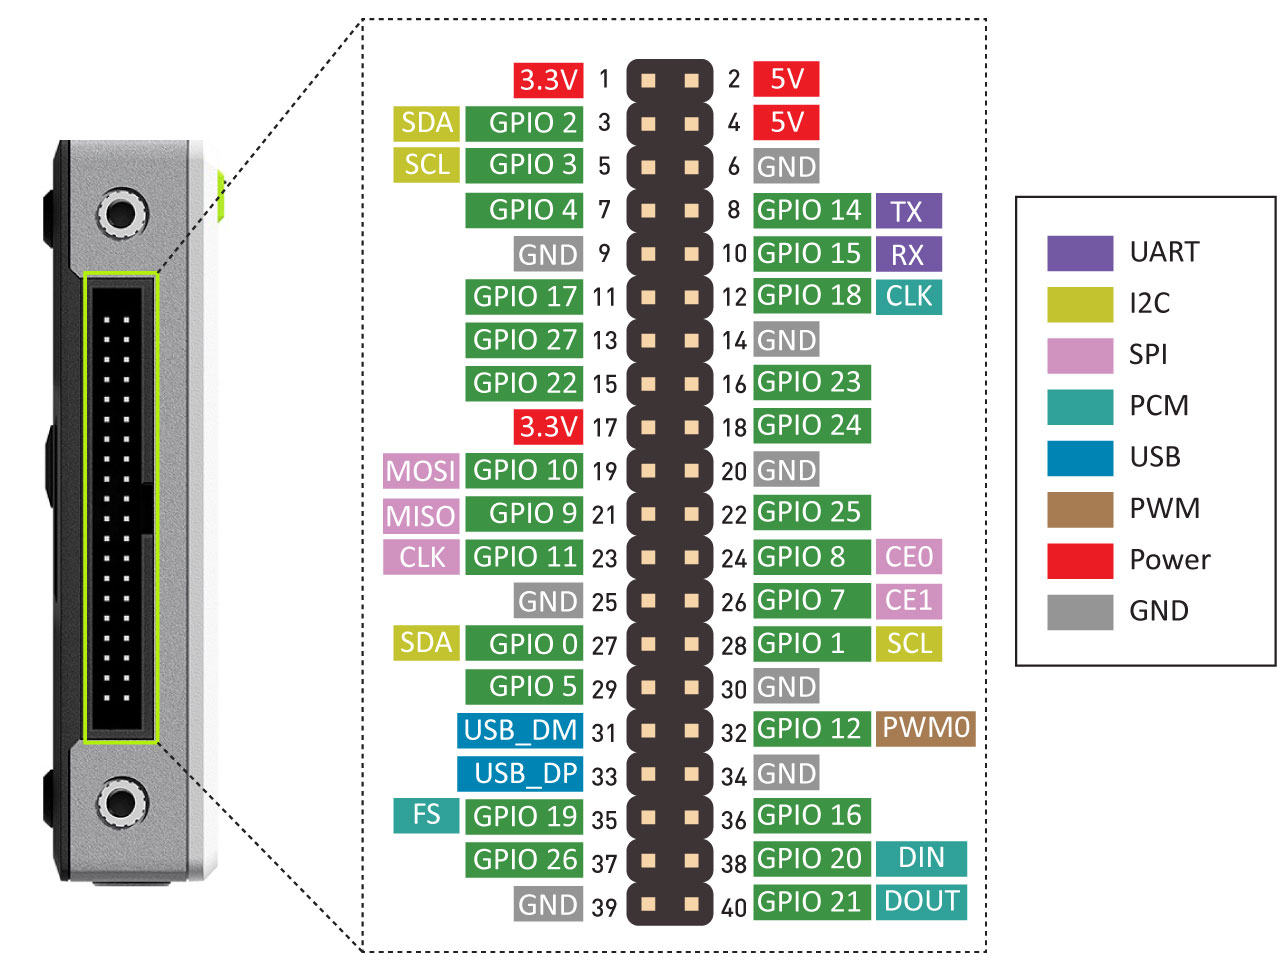 3.3V 1 2 5V
SDA GPIO 2 3 4 5V
SCL GPIO 3 5 6 GND
GPIO 4 7 8 GPIO 14 TX
GND 9 10 GPIO 15 RX
GPIO 17 11 12 GPIO 18 CLK
GPIO 27 13 14 GND
GPIO 22 15 16 GPIO 23
3.3V 17 18 GPIO 24
MOSI GPIO 10 19 20 GND
MISO GPIO 9 21 22 GPIO 25
CLK GPIO 11 23 24 GPIO 8 CE0
GND 25 26 GPIO 7 CE1
SDA GPIO 0 27 28 GPIO 1 SCL
GPIO 5 29 30 GND
USB_DM 31 32 GPIO 12 PWM0
USB_DP 33 34 GND
FS GPIO 19 35 36 GPIO 16
GPIO 26 37 38 GPIO 20 DIN
GND 39 40 GPIO 21 DOUT
UART
I2C
SPI
PCM
USB
PWM
Power
GND